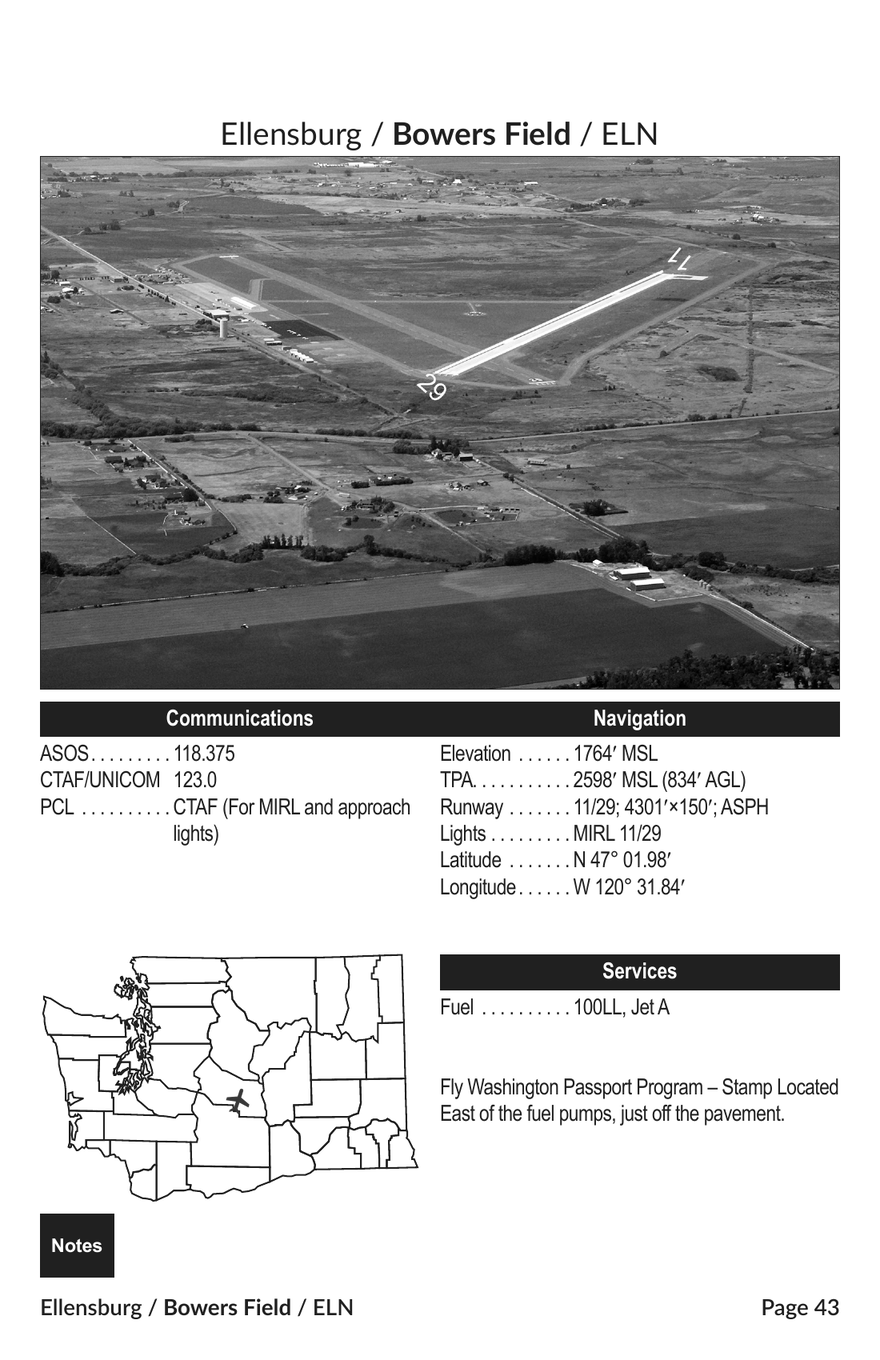 Ellensburg / Bowers Field / ELN
11
29
Communications
ASOS. . . . . . . . . 118.375
CTAF/UNICOM 123.0
PCL . . . . . . . . . . CTAF (For MIRL and approach
lights)
Navigation
Elevation . . . . . . 1764′ MSL
TPA. . . . . . . . . . . 2598′ MSL (834′ AGL)
Runway . . . . . . . 11/29; 4301′×150′; ASPH
Lights . . . . . . . . . MIRL 11/29
Latitude . . . . . . . N 47° 01.98′
Longitude. . . . . . W 120° 31.84′
Services
Fuel . . . . . . . . . . 100LL, Jet A
Fly Washington Passport Program – Stamp Located
East of the fuel pumps, just off the pavement.
Notes
Ellensburg / Bowers Field / ELN Page 43